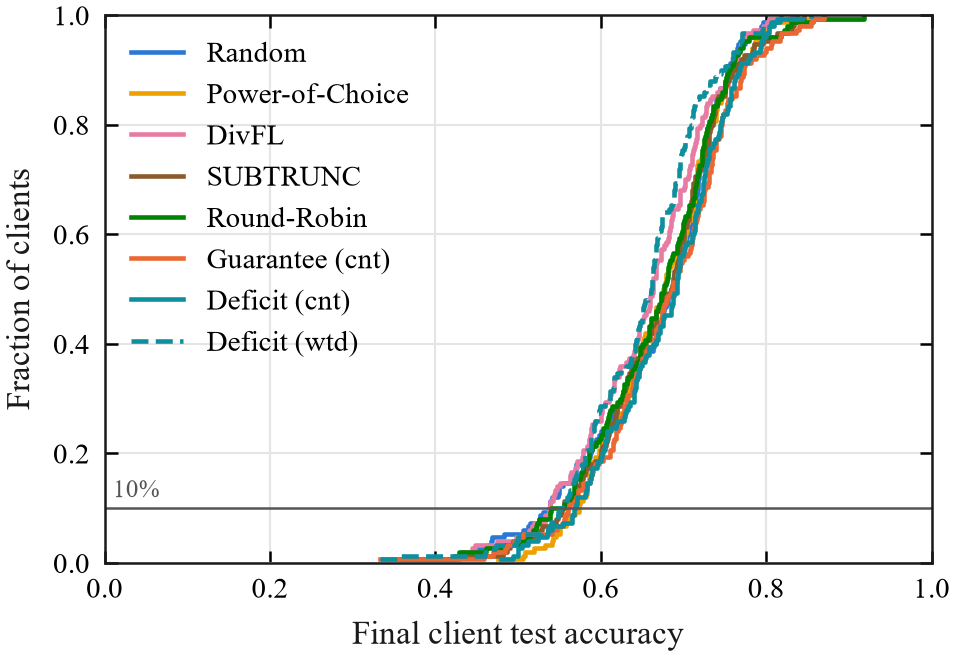 1.0
0.8
0.6
0.4
0.2
0.0
Fraction of clients
Random
Power-of-Choice
DivFL
SUBTRUNC
Round-Robin
Guarantee (cnt)
Deficit (cnt)
Deficit (wtd)
10%
0.0 0.2 0.4 0.6 0.8 1.0
Final client test accuracy